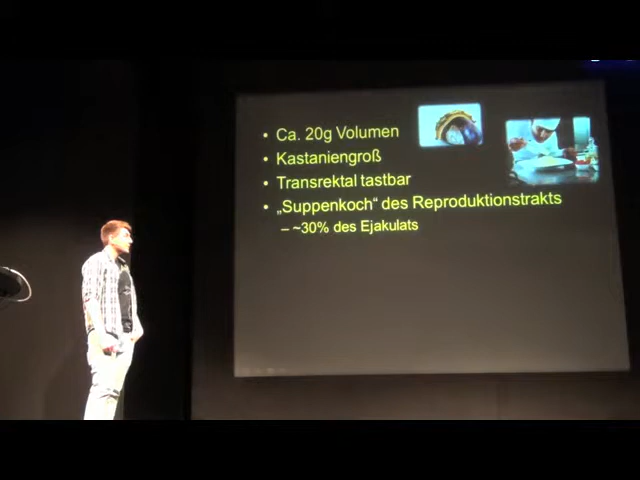 • Ca. 20g Volumen
• Kastaniengroß
• Transrektal tastbar
• „Suppenkoch“ des Reproduktionstrakts
– ~30% des Ejakulats